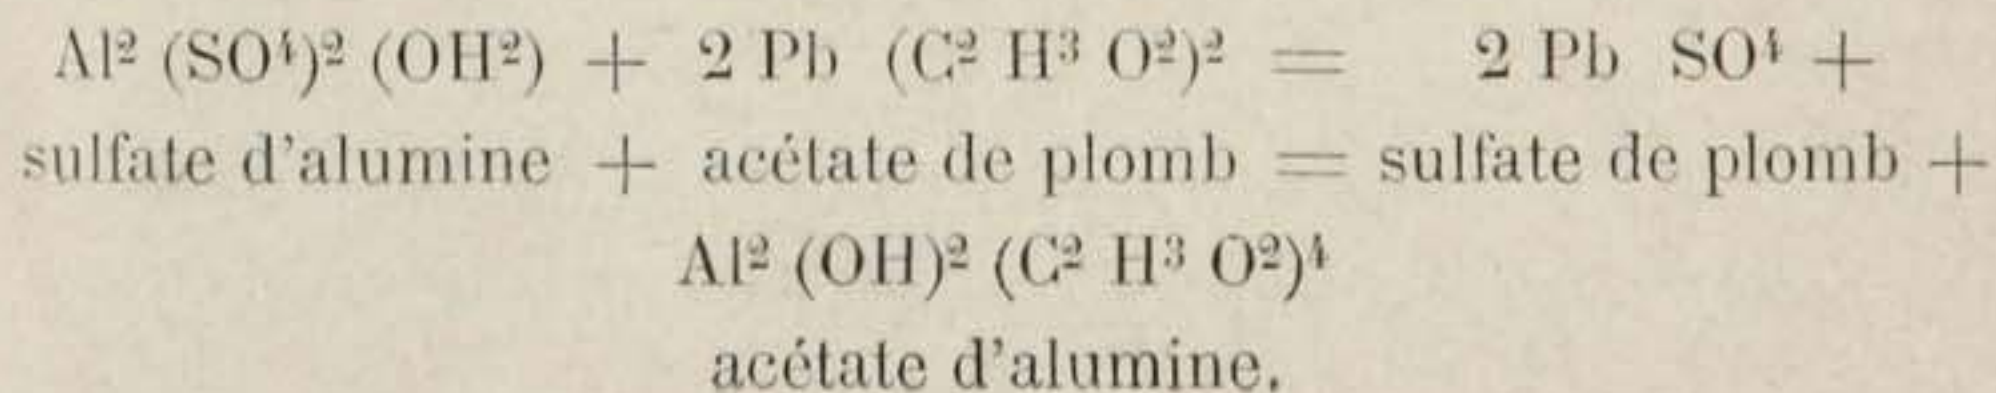 Al² (SO⁴)² (OH²) + 2 Pb (C² H³ O²)² = 2 Pb SO⁴ +
sulfate d'alumine + acétate de plomb = sulfate de plomb +
Al² (OH)² (C² H³ O²)⁴
acétate d'alumine.